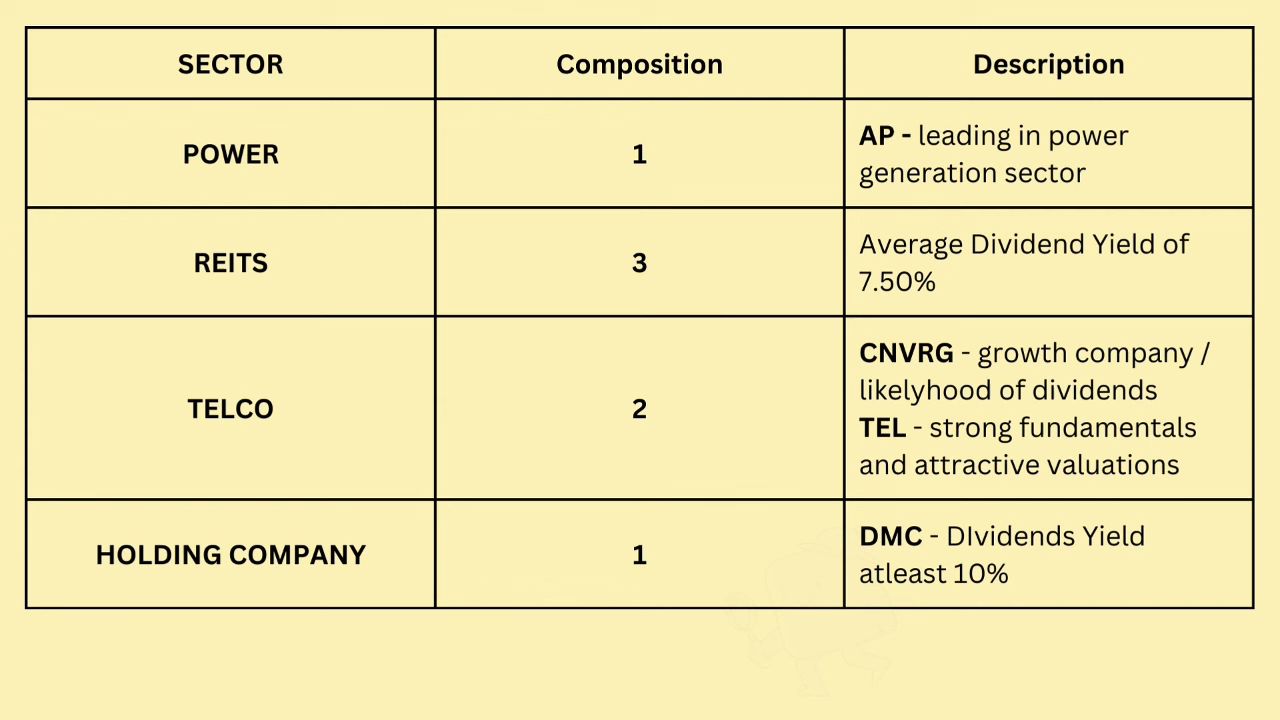 SECTOR
Composition
Description
POWER
1
AP - leading in power
generation sector
REITS
3
Average Dividend Yield of
7.50%
TELCO
2
CNVRG - growth company /
likelyhood of dividends
TEL - strong fundamentals
and attractive valuations
HOLDING COMPANY
1
DMC - DIvidends Yield
atleast 10%